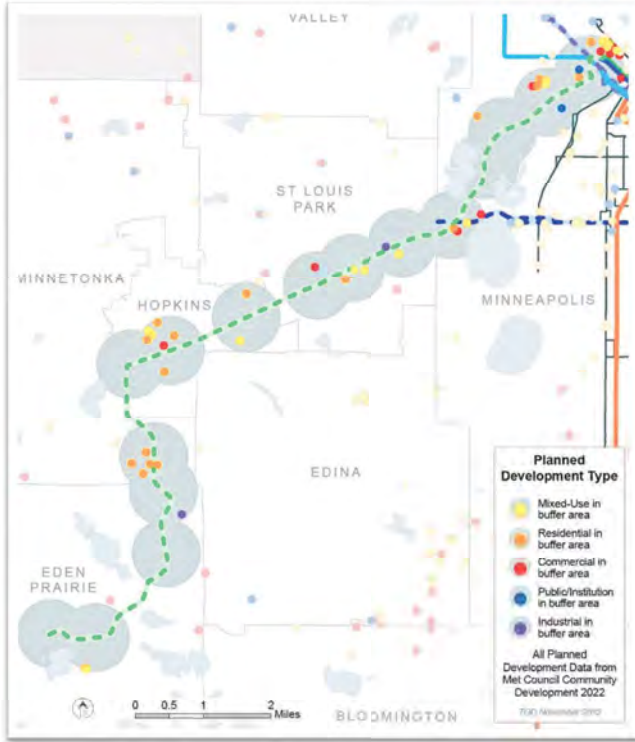 VALLEY
ST LOUIS
PARK
MINNETONKA
HOPKINS
MINNEAPOLIS
EDINA
EDEN
PRAIRIE
BLOOMINGTON
0 0.5 1 2
Miles
Planned
Development Type
Mixed-Use in
buffer area
Residential in
buffer area
Commercial in
buffer area
Public/Institution
in buffer area
Industrial in
buffer area
All Planned
Development Data from
Met Council Community
Development 2022
November